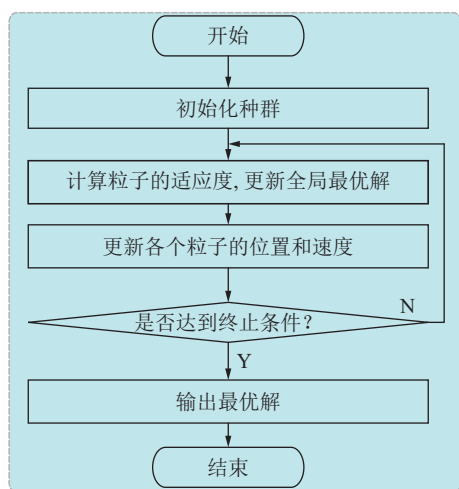 开始
初始化种群
计算粒子的适应度, 更新全局最优解
更新各个粒子的位置和速度
是否达到终止条件?
N
Y
输出最优解
结束